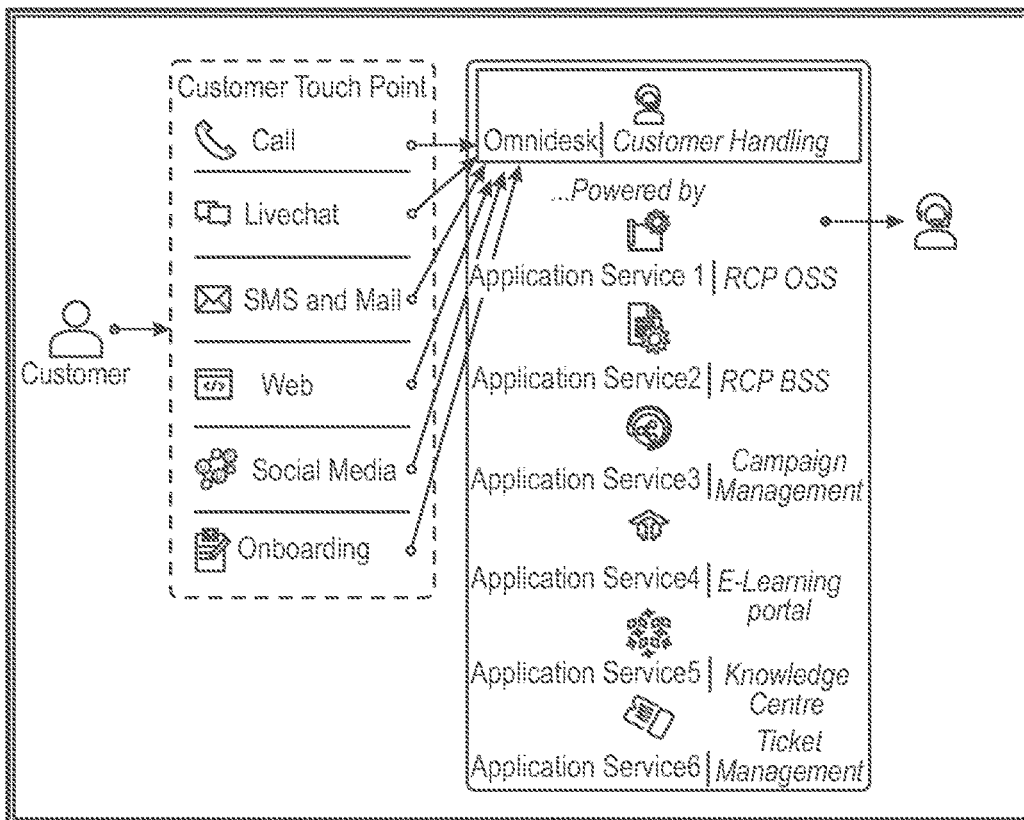 Customer Touch Point
Call
Livechat
SMS and Mail
Web
Social Media
Onboarding
Customer
Omnidesk| Customer Handling
...Powered by
Application Service 1 | RCP OSS
Application Service2 | RCP BSS
Application Service3 | Campaign
Management
Application Service4 | E-Learning
portal
Application Service5 | Knowledge
Centre
Application Service6 | Ticket
Management